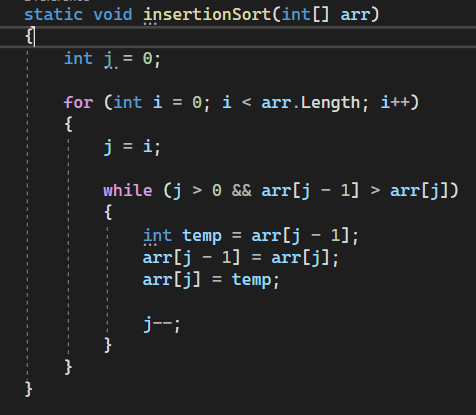 static void insertionSort(int[] arr)
{
    int j = 0;
    for (int i = 0; i < arr.Length; i++)
    {
        j = i;
        while (j > 0 && arr[j - 1] > arr[j])
        {
            int temp = arr[j - 1];
            arr[j - 1] = arr[j];
            arr[j] = temp;
            j--;
        }
    }
}